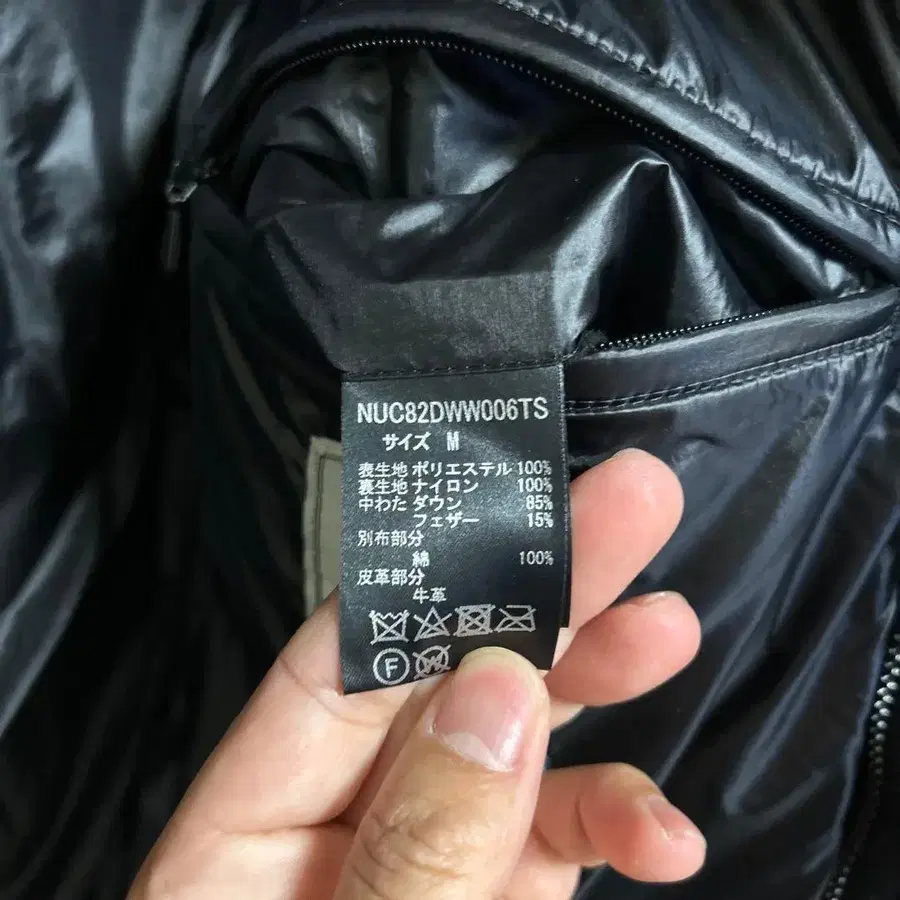 NUC82DWW006TS
サイズ M
表生地 ポリエステル 100%
裏生地 ナイロン 100%
中わた ダウン 85%
フェザー 15%
別布部分
綿 100%
皮革部分
牛革
F W